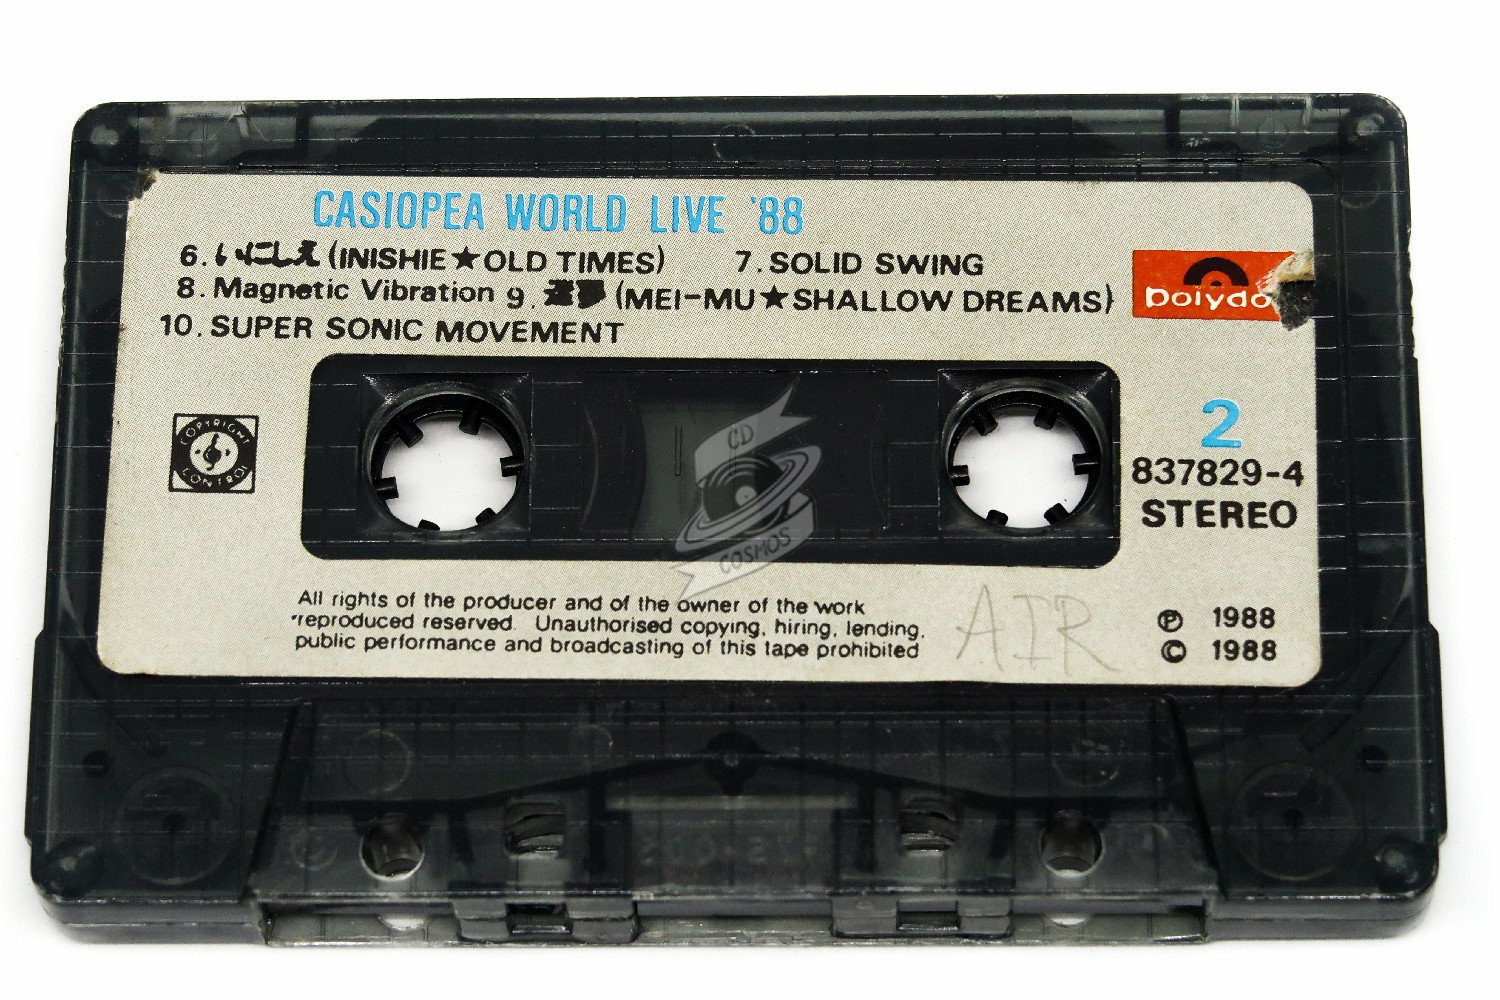 CASIOPEA WORLD LIVE '88
6. いにしえ (INISHIE★OLD TIMES) 7. SOLID SWING
8. Magnetic Vibration 9. (MEI-MU★SHALLOW DREAMS)
10. SUPER SONIC MOVEMENT
polydo
COPYRIGHT CONTROL
2
837829-4
STEREO
CD
COSMOS
All rights of the producer and of the owner of the work
reproduced reserved. Unauthorised copying, hiring, lending,
public performance and broadcasting of this tape prohibited
AIR
℗ 1988
© 1988